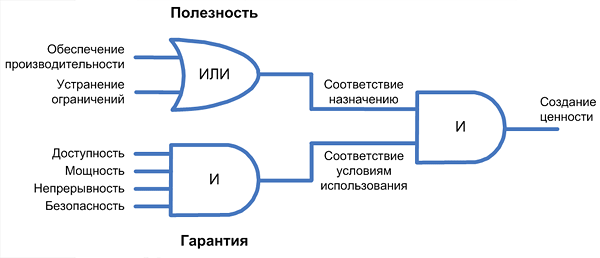 Полезность
Обеспечение
производительности
Устранение
ограничений
ИЛИ
Соответствие
назначению
И
Создание
ценности
Доступность
Мощность
Непрерывность
Безопасность
И
Соответствие
условиям
использования
Гарантия